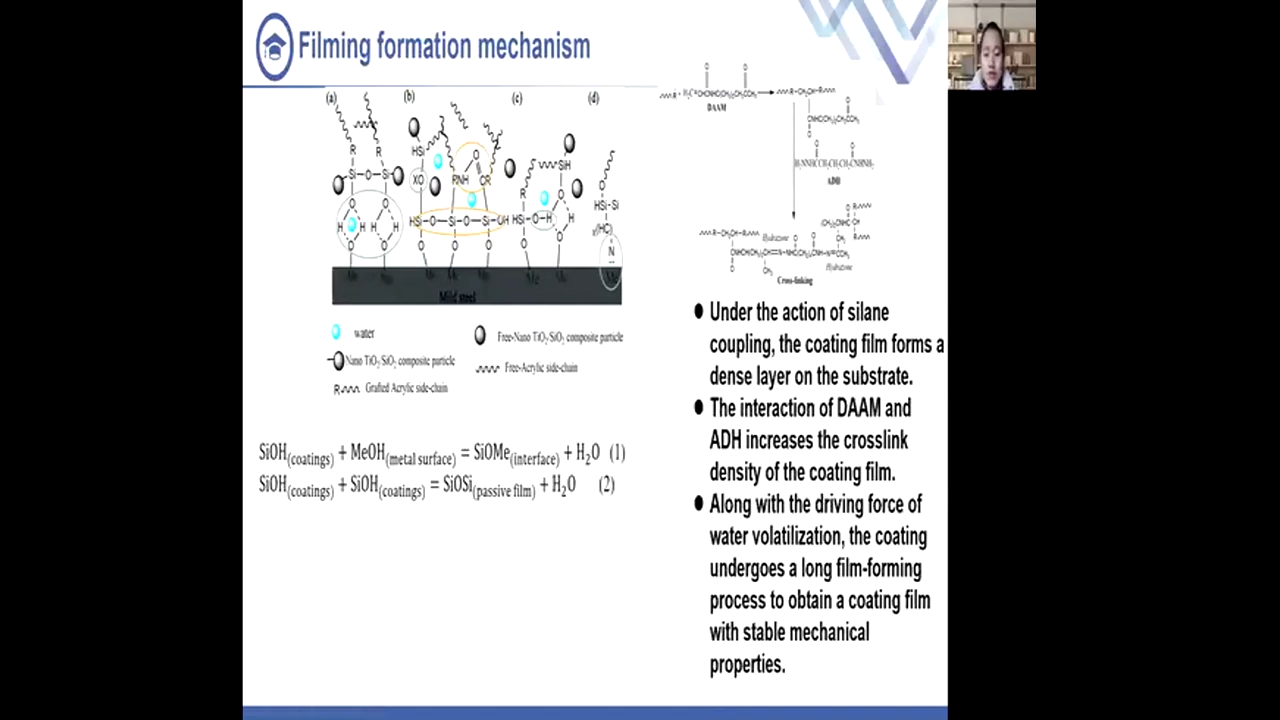 Filming formation mechanism
(a)
(b)
(c)
(d)
DAAM
ADH
Hydrazone
Hydrazone
Cross-linking
Mild steel
water
Free-Nano TiO₂/SiO₂ composite particle
Nano TiO₂/SiO₂ composite particle
Free-Acrylic side-chain
R Grafted Acrylic side-chain
SiOH(coatings) + MeOH(metal surface) = SiOMe(interface) + H₂O (1)
SiOH(coatings) + SiOH(coatings) = SiOSi(passive film) + H₂O (2)
● Under the action of silane
coupling, the coating film forms a
dense layer on the substrate.
● The interaction of DAAM and
ADH increases the crosslink
density of the coating film.
● Along with the driving force of
water volatilization, the coating
undergoes a long film-forming
process to obtain a coating film
with stable mechanical
properties.